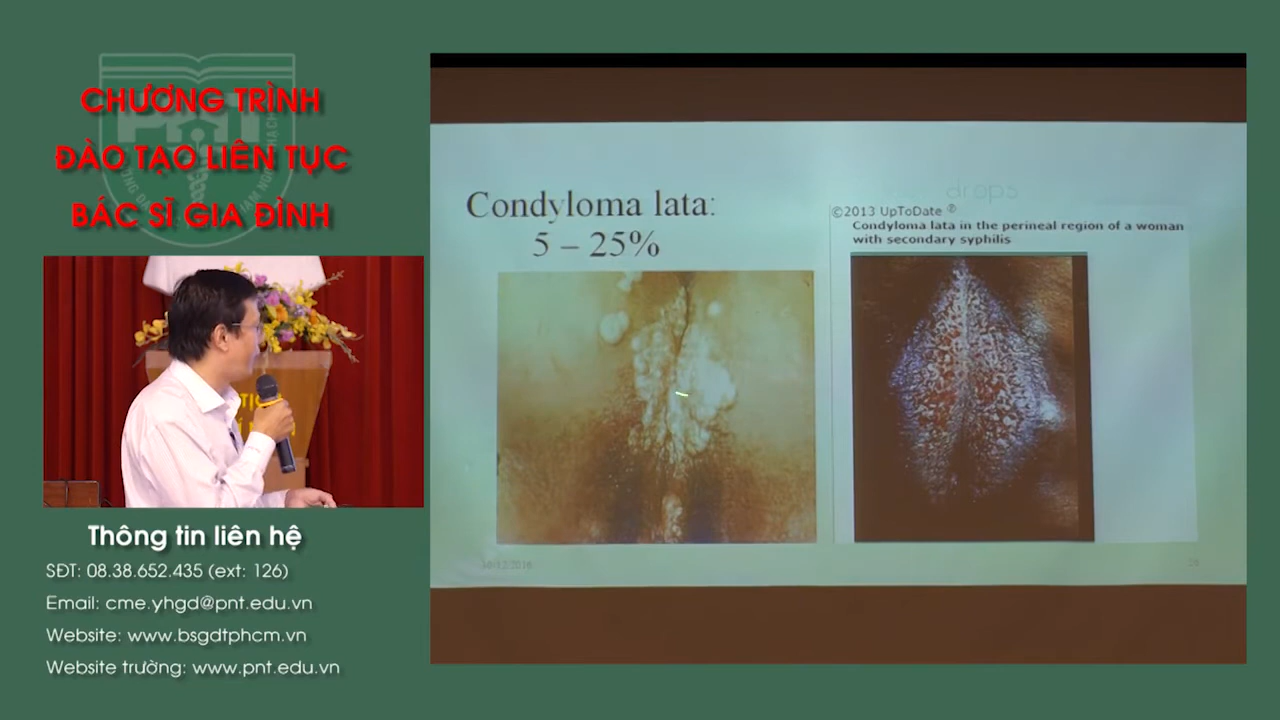 CHƯƠNG TRÌNH
ĐÀO TẠO LIÊN TỤC
BÁC SĨ GIA ĐÌNH
Thông tin liên hệ
SĐT: 08.38.652.435 (ext: 126)
Email: cme.yhgd@pnt.edu.vn
Website: www.bsgdtphcm.vn
Website trường: www.pnt.edu.vn
Condyloma lata:
5 – 25%
drops
©2013 UpToDate ®
Condyloma lata in the perineal region of a woman
with secondary syphilis